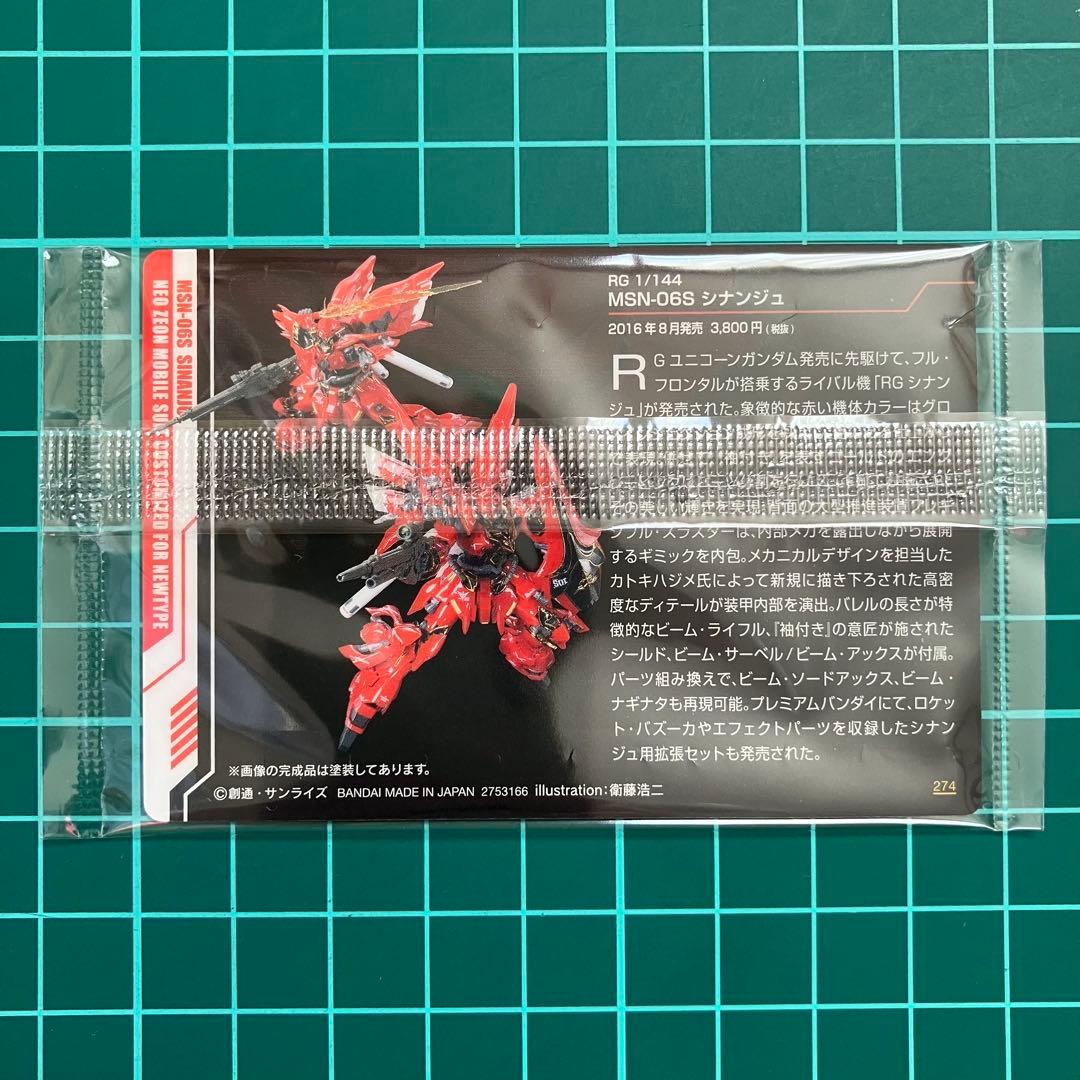 MSN-06S SINANJU
NEO ZEON MOBILE SUIT CUSTOMIZED FOR NEWTYPE
RG 1/144
MSN-06S シナンジュ
2016年8月発売 3,800円(税抜)
RGユニコーンガンダム発売に先駆けて、フル・
フロンタルが搭乗するライバル機「RG シナン
ジュ」が発売された。象徴的な赤い機体カラーはグロ
その美しい
ブル・スラスターは、内部メカを露出しながら展開
するギミックを内包。メカニカルデザインを担当した
カトキハジメ氏によって新規に描き下ろされた高密
度なディテールが装甲内部を演出。バレルの長さが特
徴的なビーム・ライフル、『袖付き』の意匠が施された
シールド、ビーム・サーベル/ビーム・アックスが付属。
パーツ組み換えで、ビーム・ソードアックス、ビーム・
ナギナタも再現可能。プレミアムバンダイにて、ロケッ
ト・バズーカやエフェクトパーツを収録したシナン
ジュ用拡張セットも発売された。
※画像の完成品は塗装してあります。
©創通・サンライズ BANDAI MADE IN JAPAN 2753166 illustration:衛藤浩二
274